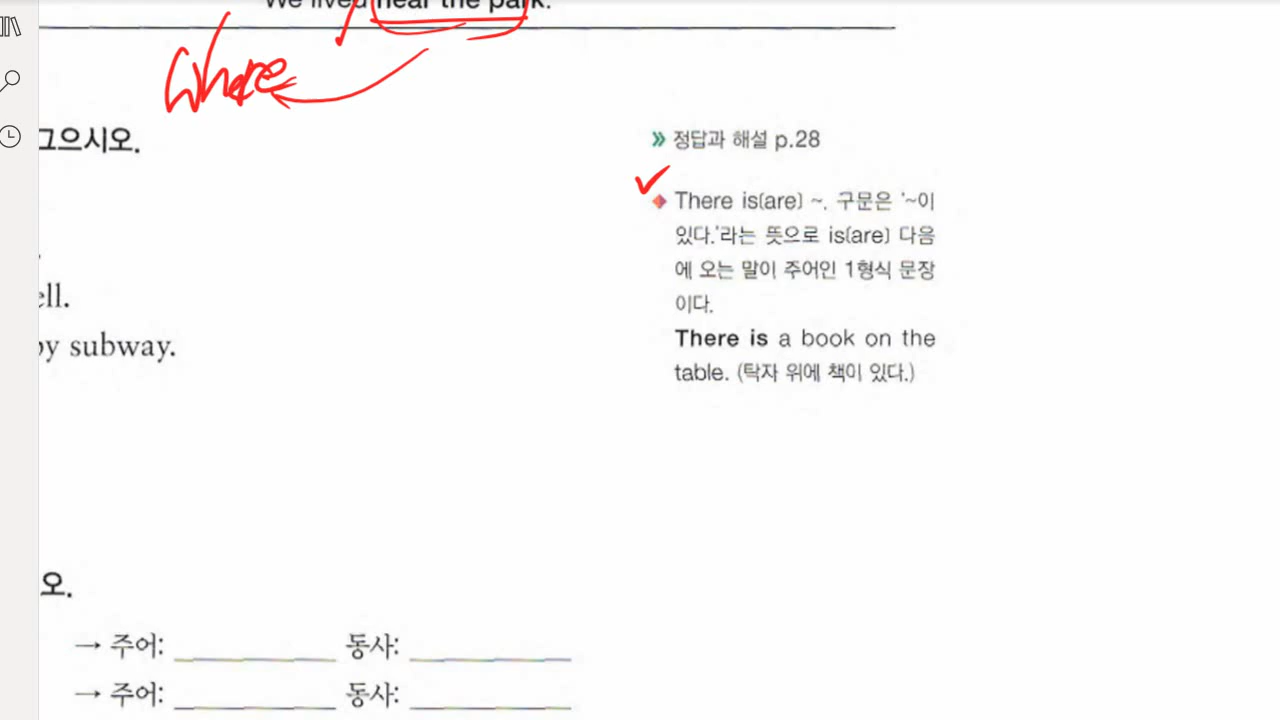 We lived near the park.
Where
그으시오.
» 정답과 해설 p.28
There is(are) ~. 구문은 '~이
있다.'라는 뜻으로 is(are) 다음
에 오는 말이 주어인 1형식 문장
이다.
There is a book on the
table. (탁자 위에 책이 있다.)
ell.
by subway.
오.
→ 주어: 동사:
→ 주어: 동사: